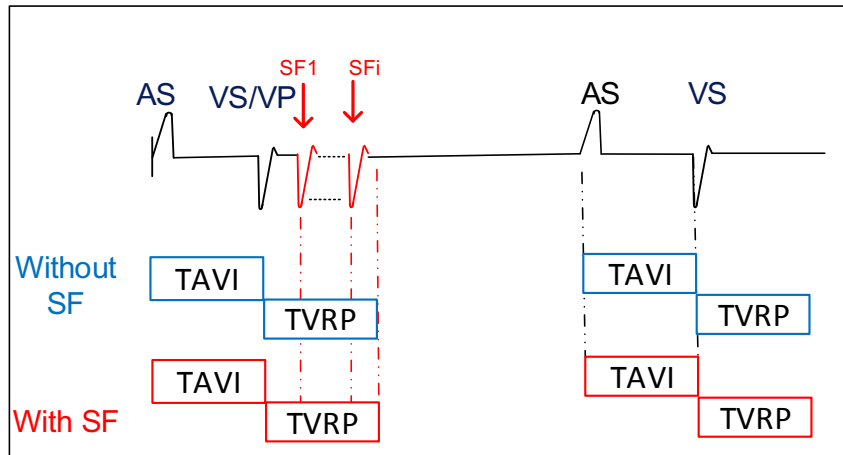 SF1 SFi
AS VS/VP AS VS
Without
SF
TAVI TAVI
TVRP TVRP
TAVI TAVI
With SF
TVRP TVRP